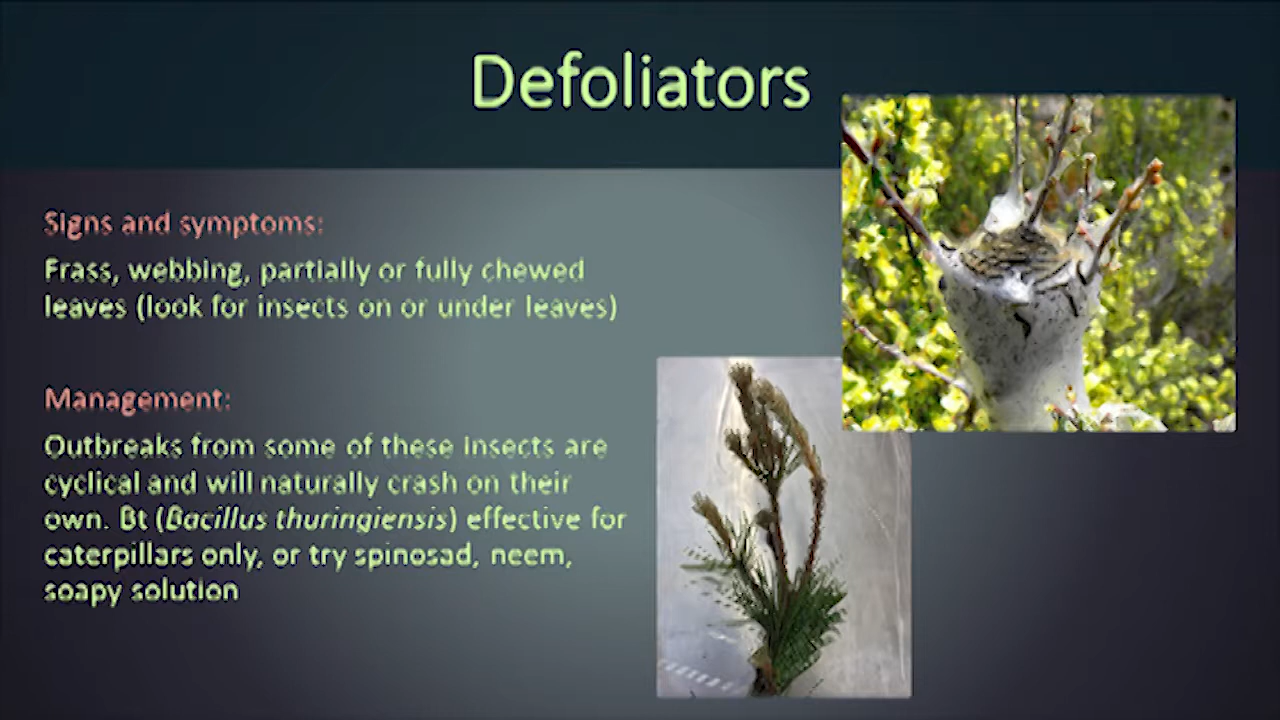 Defoliators
Signs and symptoms:
Frass, webbing, partially or fully chewed
leaves (look for insects on or under leaves)
Management:
Outbreaks from some of these insects are
cyclical and will naturally crash on their
own. Bt (Bacillus thuringiensis) effective for
caterpillars only, or try spinosad, neem,
soapy solution